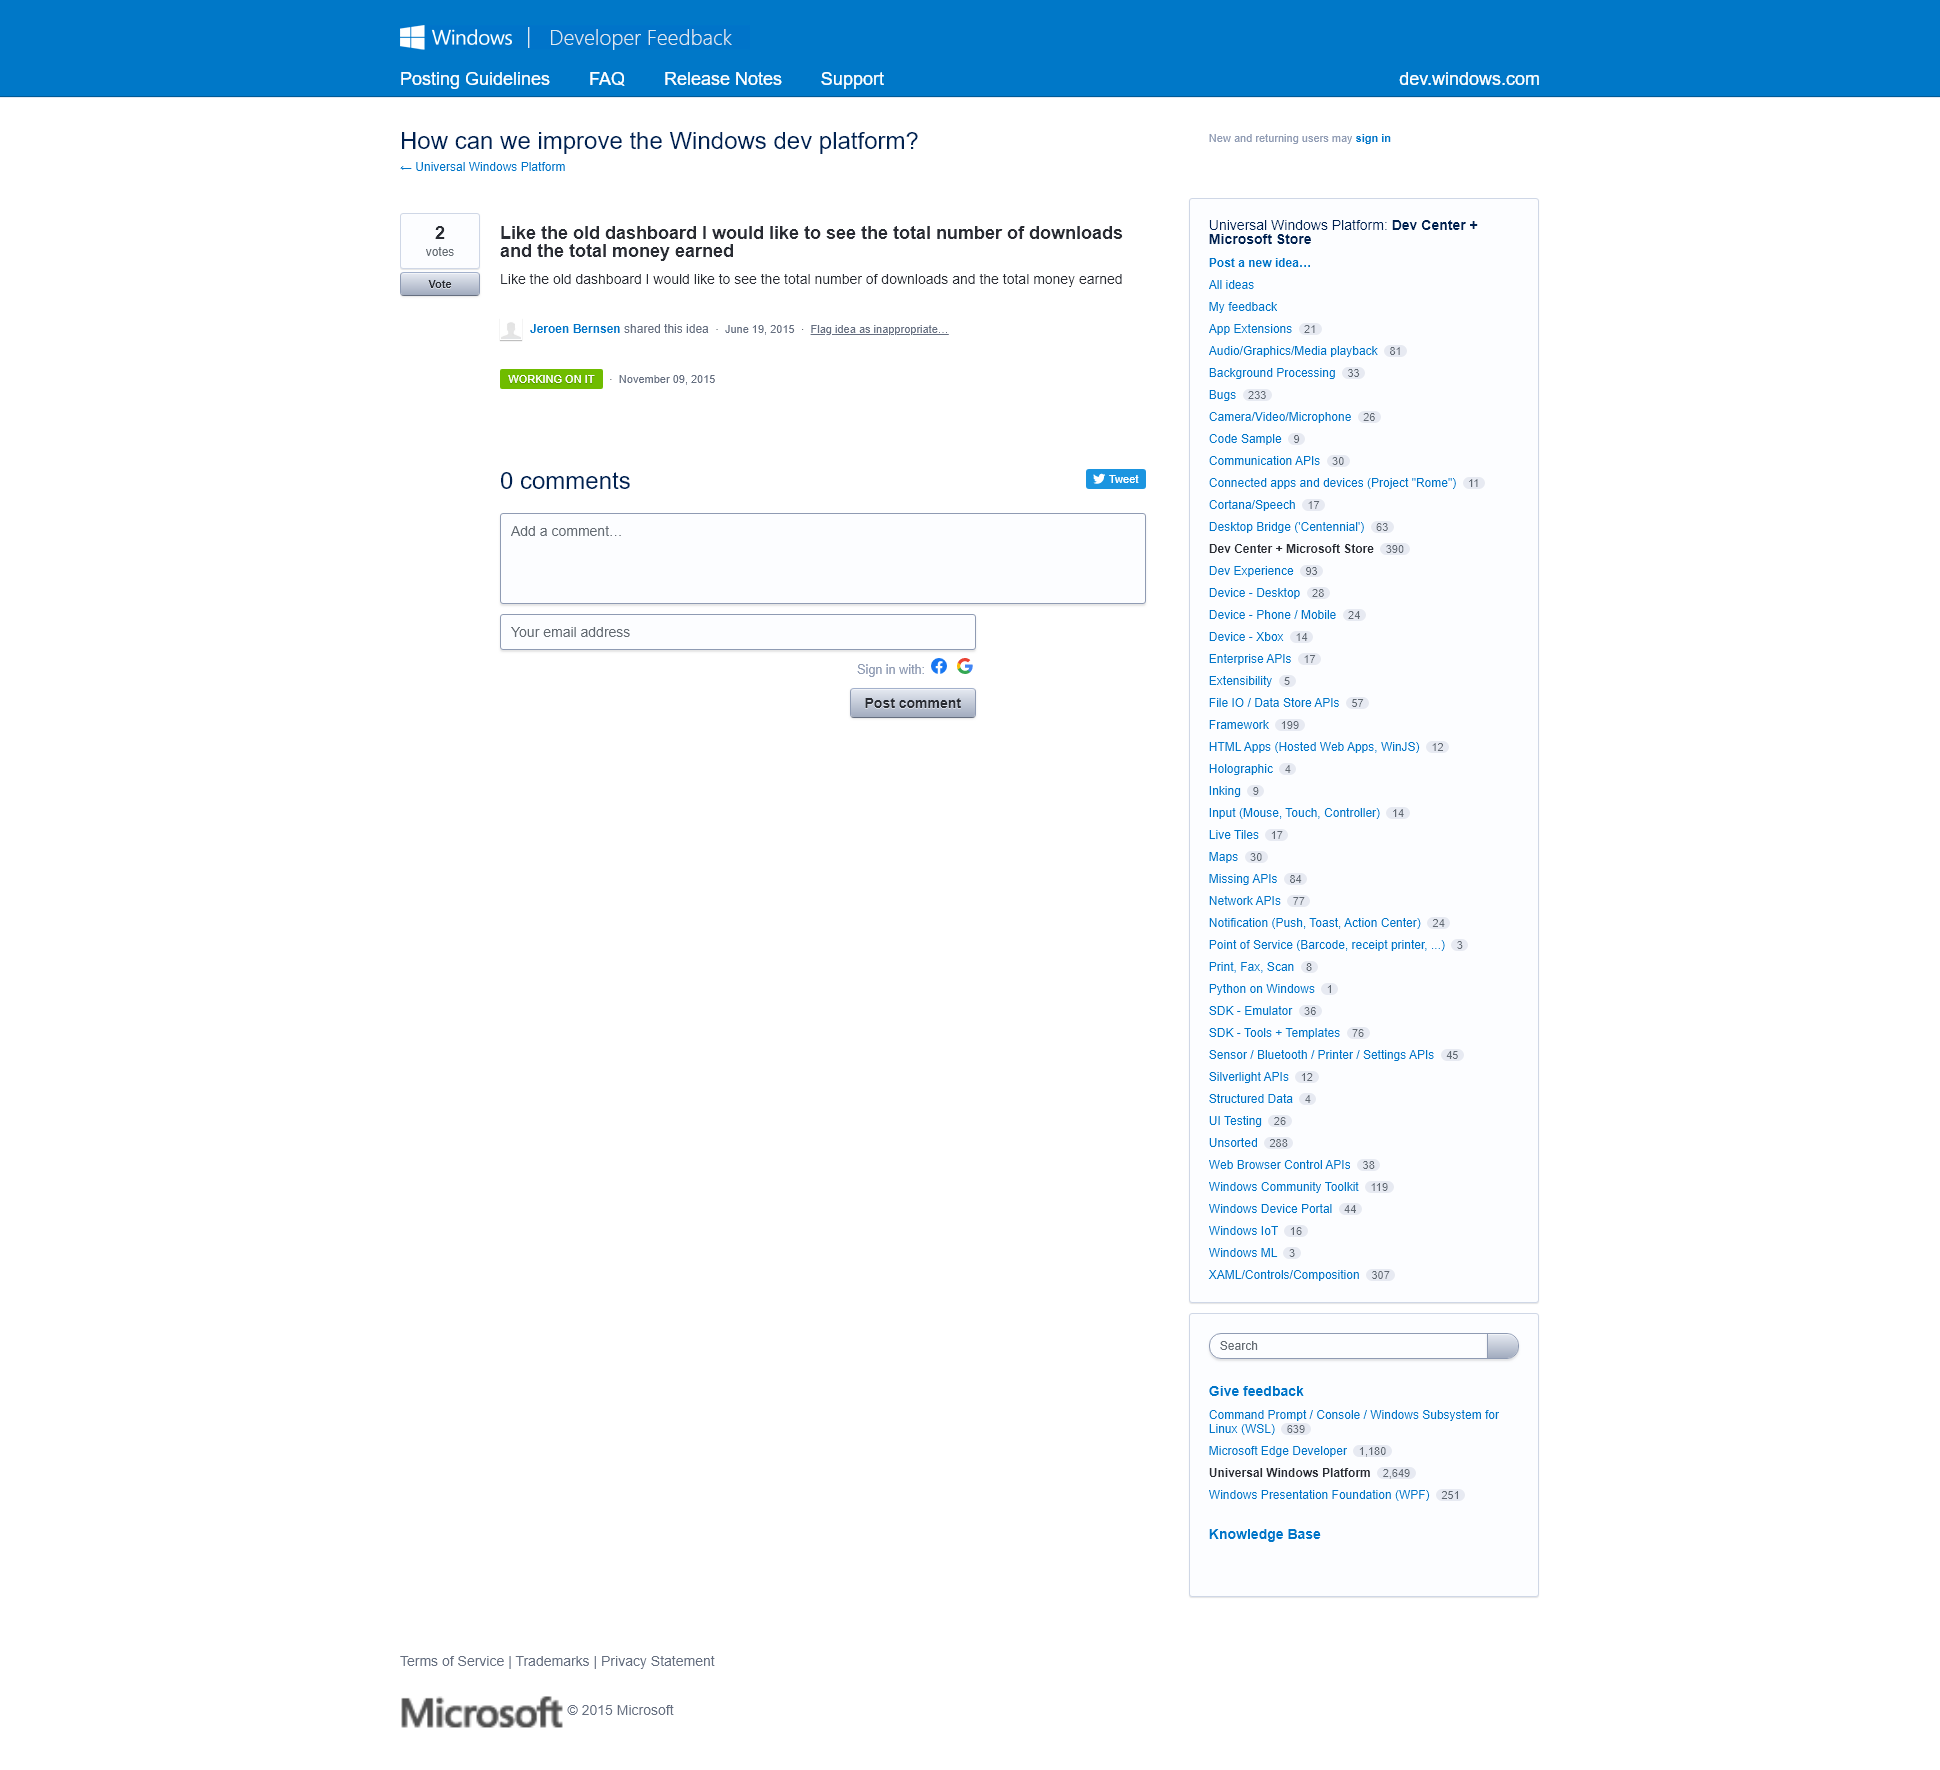 Windows | Developer Feedback
Posting Guidelines FAQ Release Notes Support dev.windows.com
How can we improve the Windows dev platform?
← Universal Windows Platform
New and returning users may sign in
2
votes
Vote
Like the old dashboard I would like to see the total number of downloads
and the total money earned
Like the old dashboard I would like to see the total number of downloads and the total money earned
Jeroen Bernsen shared this idea · June 19, 2015 · Flag idea as inappropriate…
WORKING ON IT · November 09, 2015
0 comments
Tweet
Add a comment…
Your email address
Sign in with:
Post comment
Universal Windows Platform: Dev Center +
Microsoft Store
Post a new idea…
All ideas
My feedback
App Extensions 21
Audio/Graphics/Media playback 81
Background Processing 33
Bugs 233
Camera/Video/Microphone 26
Code Sample 9
Communication APIs 30
Connected apps and devices (Project "Rome") 11
Cortana/Speech 17
Desktop Bridge ('Centennial') 63
Dev Center + Microsoft Store 390
Dev Experience 93
Device - Desktop 28
Device - Phone / Mobile 24
Device - Xbox 14
Enterprise APIs 17
Extensibility 5
File IO / Data Store APIs 57
Framework 199
HTML Apps (Hosted Web Apps, WinJS) 12
Holographic 4
Inking 9
Input (Mouse, Touch, Controller) 14
Live Tiles 17
Maps 30
Missing APIs 84
Network APIs 77
Notification (Push, Toast, Action Center) 24
Point of Service (Barcode, receipt printer, ...) 3
Print, Fax, Scan 8
Python on Windows 1
SDK - Emulator 36
SDK - Tools + Templates 76
Sensor / Bluetooth / Printer / Settings APIs 45
Silverlight APIs 12
Structured Data 4
UI Testing 26
Unsorted 288
Web Browser Control APIs 38
Windows Community Toolkit 119
Windows Device Portal 44
Windows IoT 16
Windows ML 3
XAML/Controls/Composition 307
Search
Give feedback
Command Prompt / Console / Windows Subsystem for
Linux (WSL) 639
Microsoft Edge Developer 1,180
Universal Windows Platform 2,649
Windows Presentation Foundation (WPF) 251
Knowledge Base
Terms of Service | Trademarks | Privacy Statement
Microsoft © 2015 Microsoft